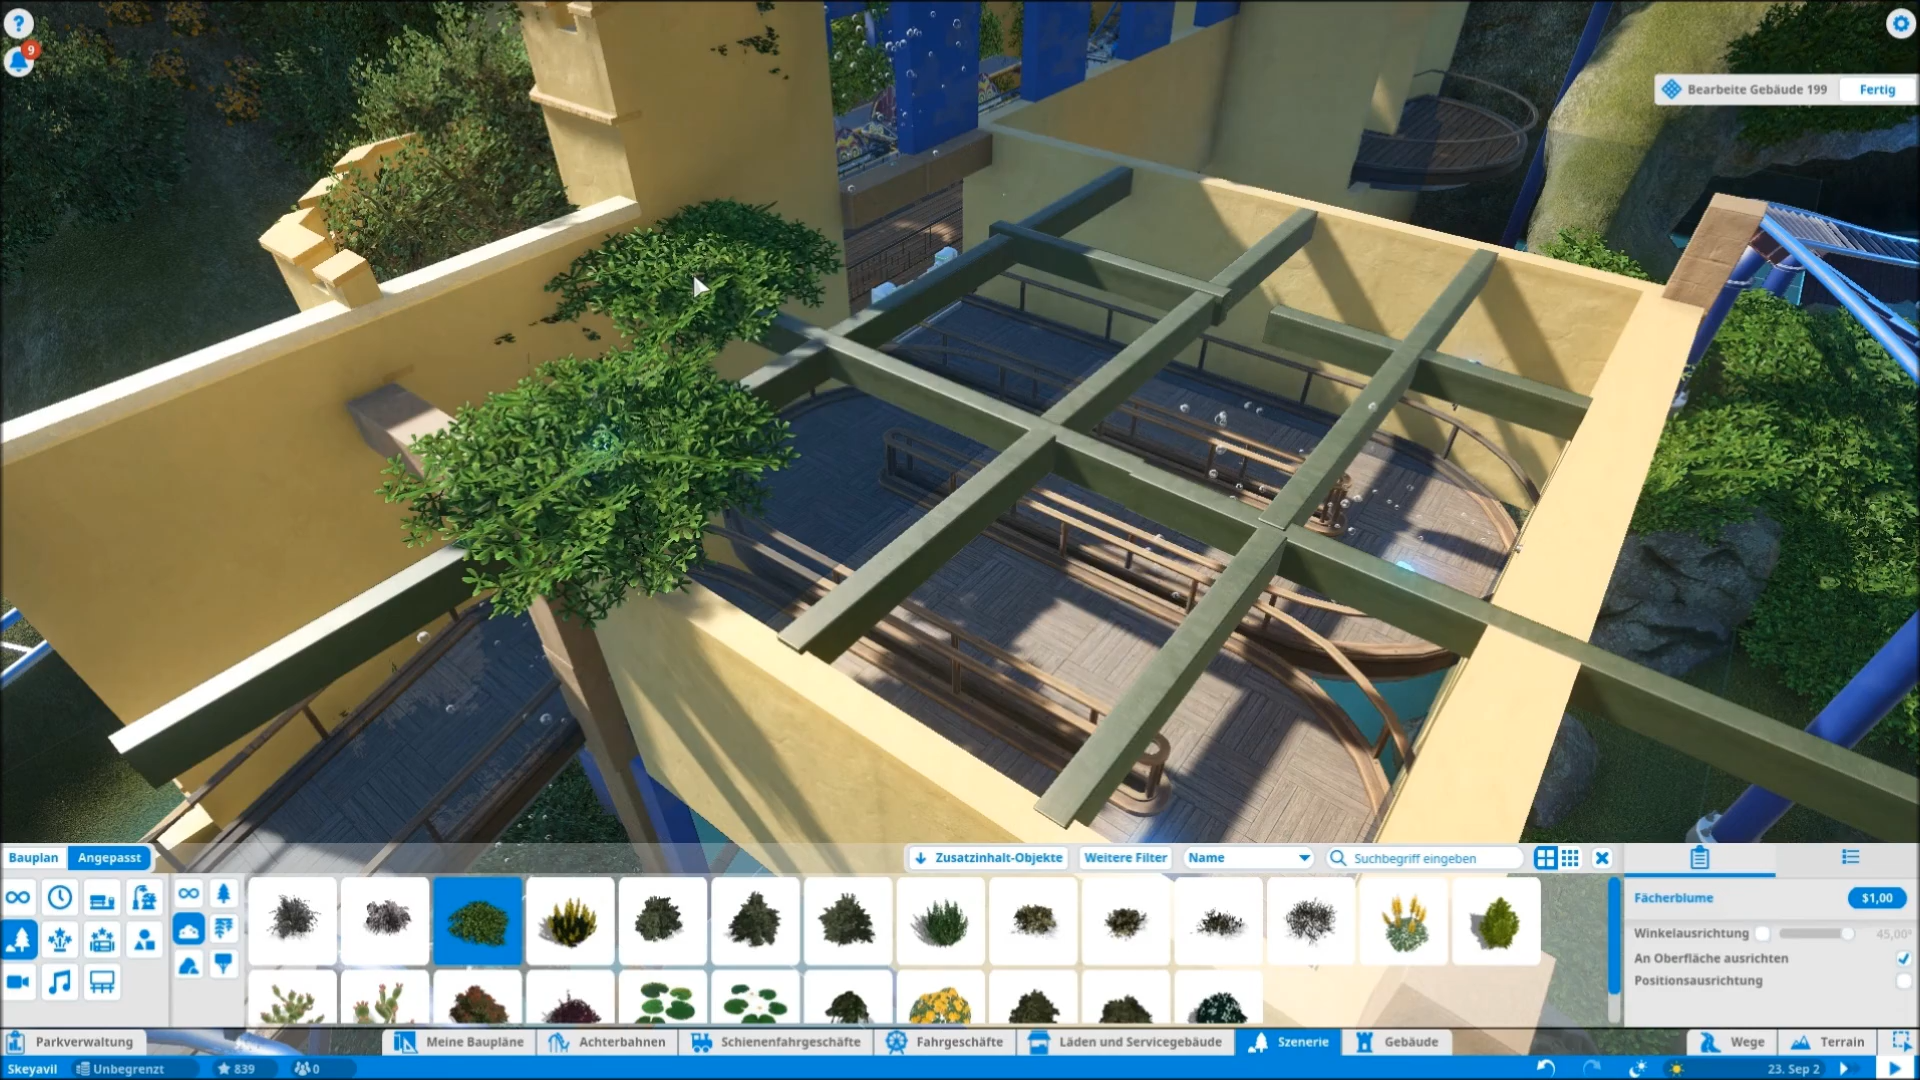 ?
9
Bearbeite Gebäude 199 Fertig
Bauplan Angepasst
Zusatzinhalt-Objekte Weitere Filter Name Suchbegriff eingeben
Fächerblume $1,00
Winkelausrichtung 45,00°
An Oberfläche ausrichten
Positionsausrichtung
Parkverwaltung Meine Baupläne Achterbahnen Schienenfahrgeschäfte Fahrgeschäfte Läden und Servicegebäude Szenerie Gebäude Wege Terrain
Skeyavil Unbegrenzt 839 0 23. Sep 2